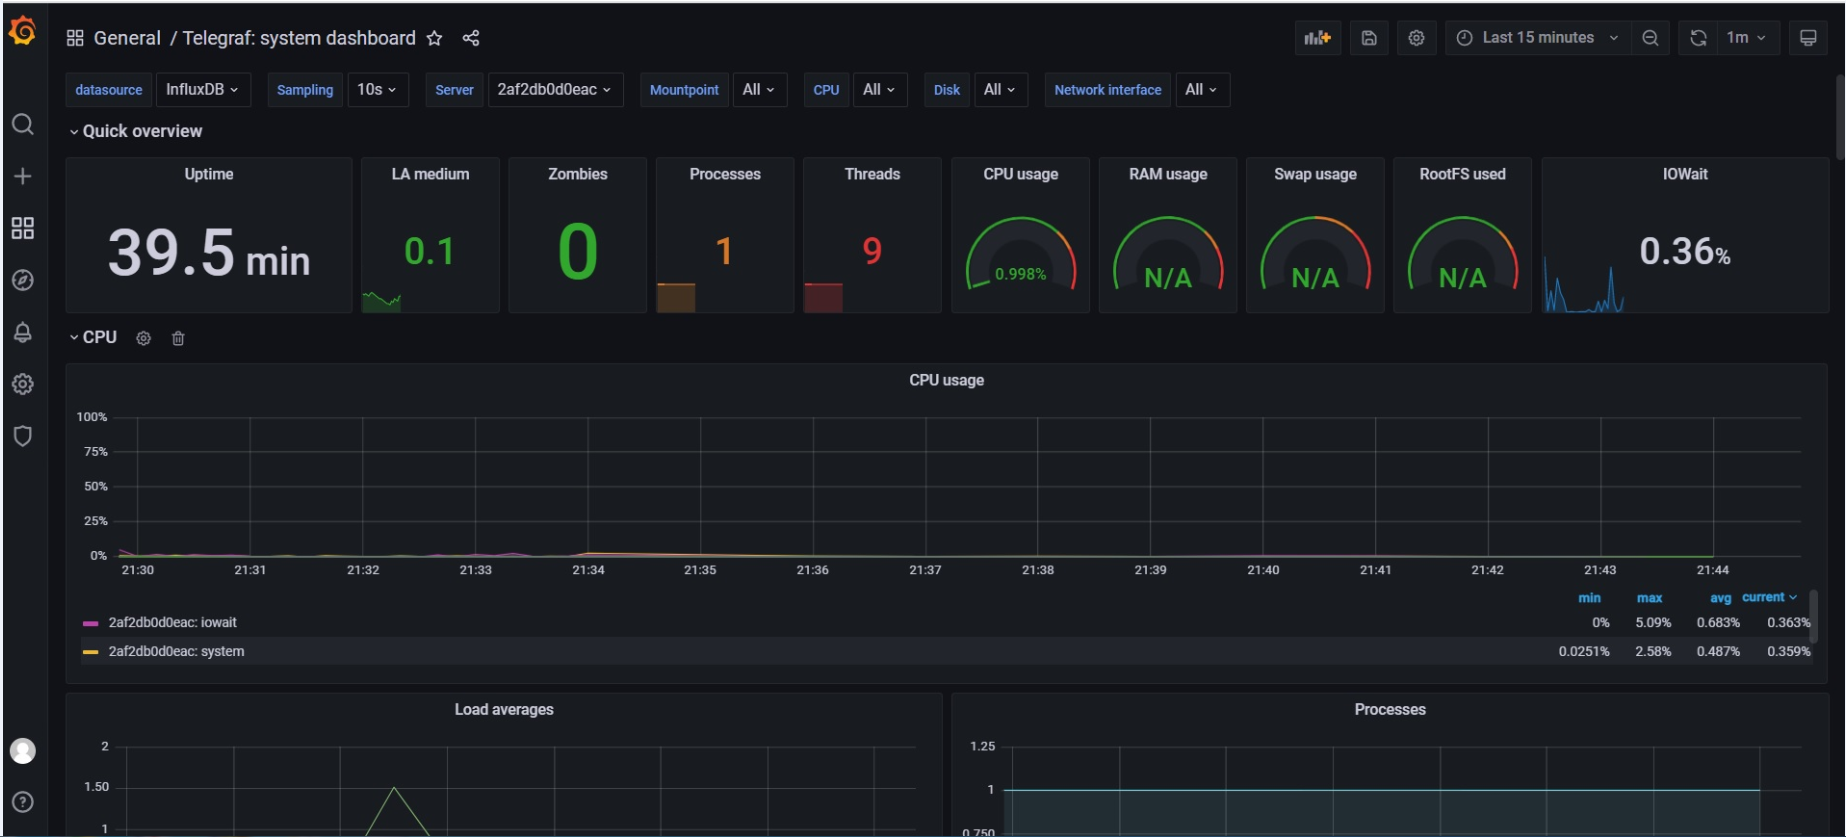 General / Telegraf: system dashboard
Last 15 minutes
1m
datasource InfluxDB Sampling 10s Server 2af2db0d0eac Mountpoint All CPU All Disk All Network interface All
Quick overview
Uptime
39.5 min
LA medium
0.1
Zombies
0
Processes
1
Threads
9
CPU usage
0.998%
RAM usage
N/A
Swap usage
N/A
RootFS used
N/A
IOWait
0.36%
CPU
CPU usage
100%
75%
50%
25%
0%
21:30 21:31 21:32 21:33 21:34 21:35 21:36 21:37 21:38 21:39 21:40 21:41 21:42 21:43 21:44
min max avg current
2af2db0d0eac: iowait 0% 5.09% 0.683% 0.363%
2af2db0d0eac: system 0.0251% 2.58% 0.487% 0.359%
Load averages
2
1.50
1
Processes
1.25
1
0.750